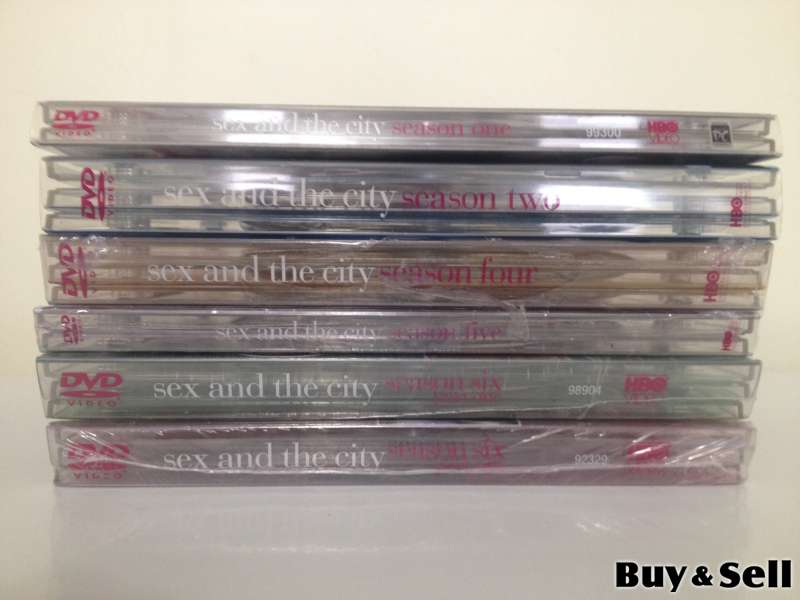 DVD VIDEO sex and the city season one 99300 HBO VIDEO
DVD VIDEO sex and the city season two HBO
DVD VIDEO sex and the city season four HBO
DVD VIDEO sex and the city season five HBO
DVD VIDEO sex and the city season six 98904 HBO
VIDEO sex and the city season six 92329 HBO
Buy & Sell